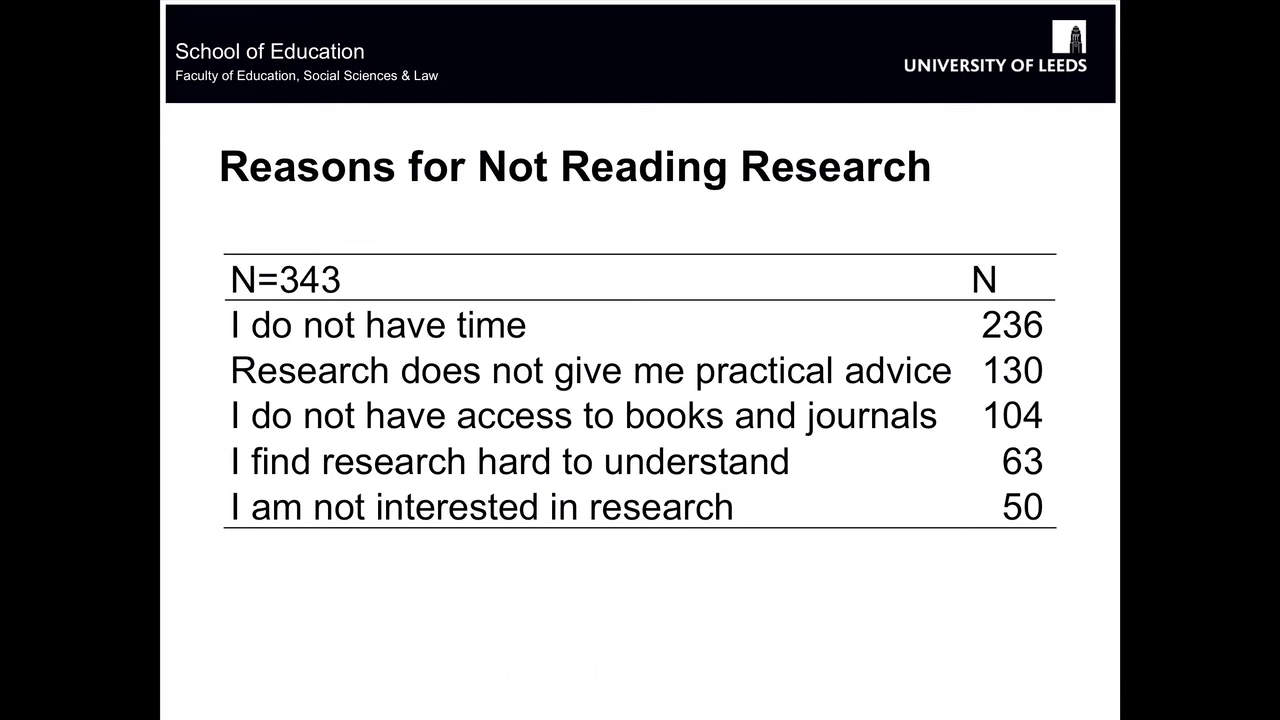 School of Education
Faculty of Education, Social Sciences & Law
UNIVERSITY OF LEEDS
Reasons for Not Reading Research
N=343 N
I do not have time 236
Research does not give me practical advice 130
I do not have access to books and journals 104
I find research hard to understand 63
I am not interested in research 50